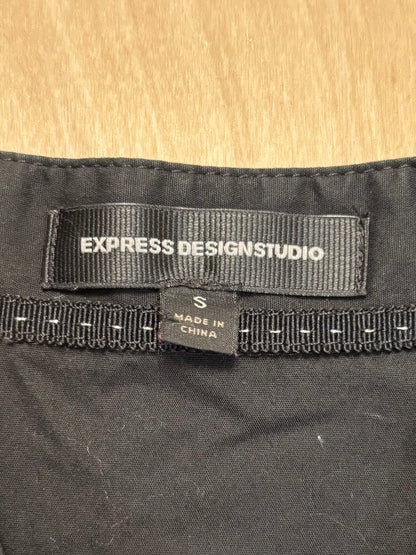 EXPRESS DESIGNSTUDIO
S
MADE IN
CHINA